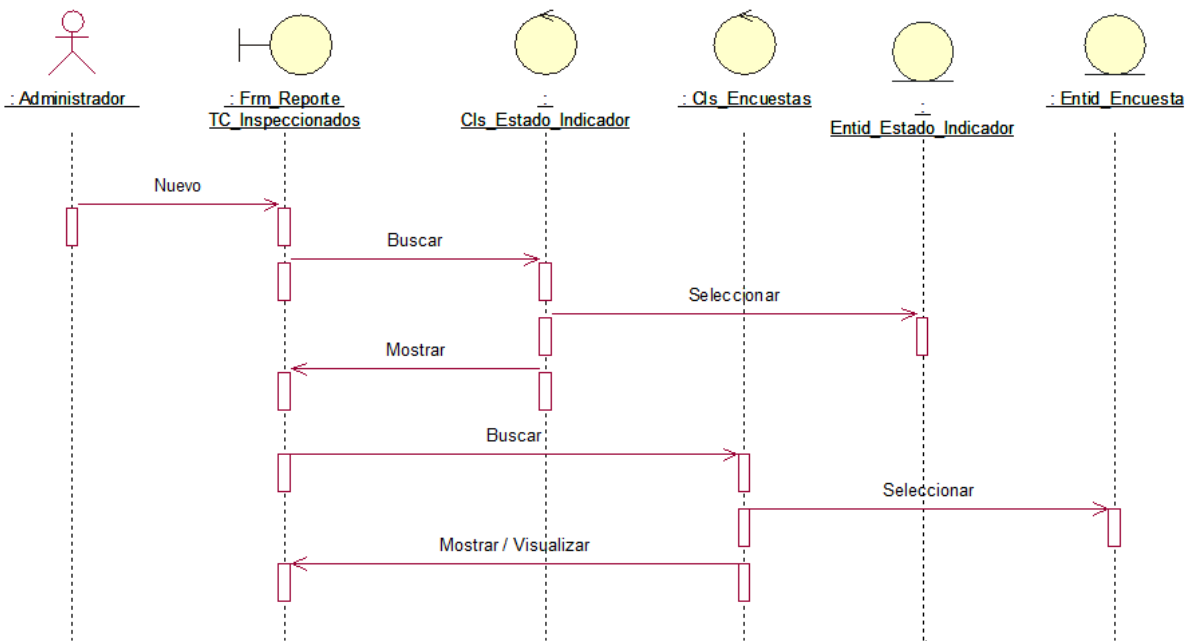 : Administrador
: Frm_Reporte
TC_Inspeccionados
:
Cls_Estado_Indicador
: Cls_Encuestas
:
Entid_Estado_Indicador
: Entid_Encuesta
Nuevo
Buscar
Seleccionar
Mostrar
Buscar
Seleccionar
Mostrar / Visualizar